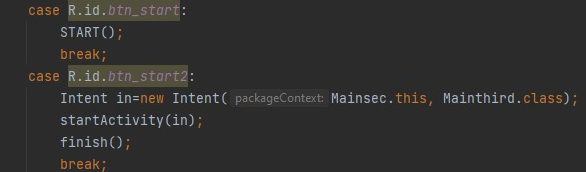 case R.id.btn_start:
START();
break;
case R.id.btn_start2:
Intent in=new Intent( packageContext: Mainsec.this, Mainthird.class);
startActivity(in);
finish();
break;